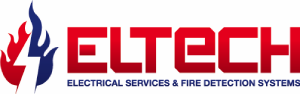 ELTECH
ELECTRICAL SERVICES & FIRE DETECTION SYSTEMS